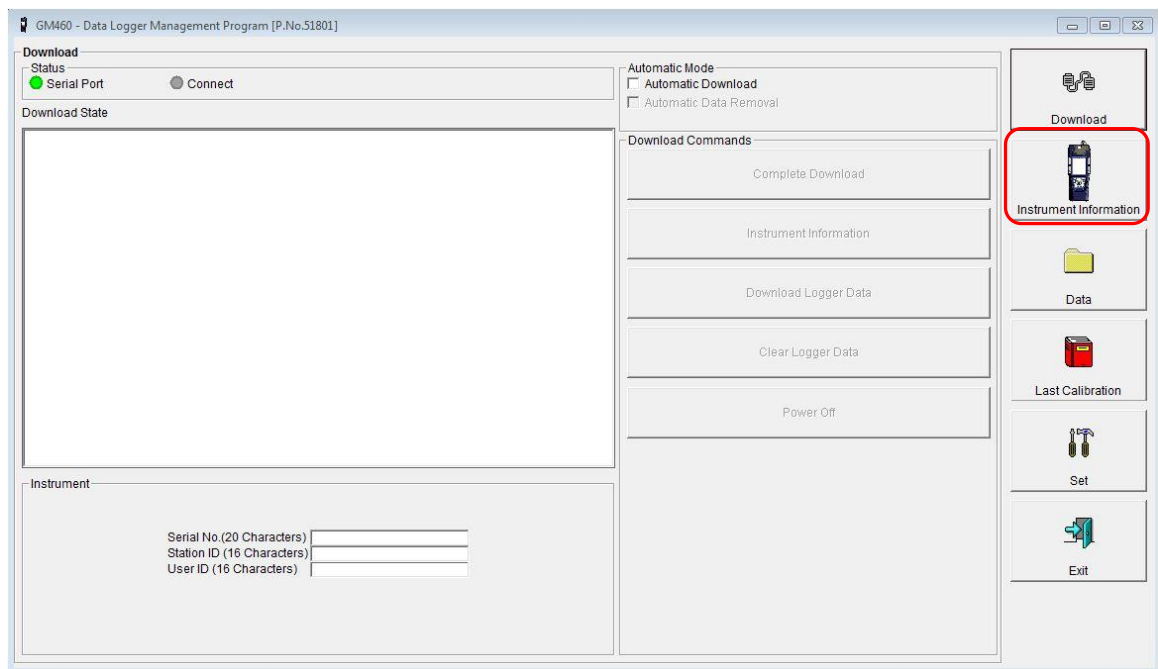 GM460 - Data Logger Management Program [P.No.51801]
Download
Status
Serial Port
Connect
Download State
Automatic Mode
Automatic Download
Automatic Data Removal
Download Commands
Complete Download
Instrument Information
Download Logger Data
Clear Logger Data
Power Off
Instrument
Serial No.(20 Characters)
Station ID (16 Characters)
User ID (16 Characters)
Download
Instrument Information
Data
Last Calibration
Set
Exit